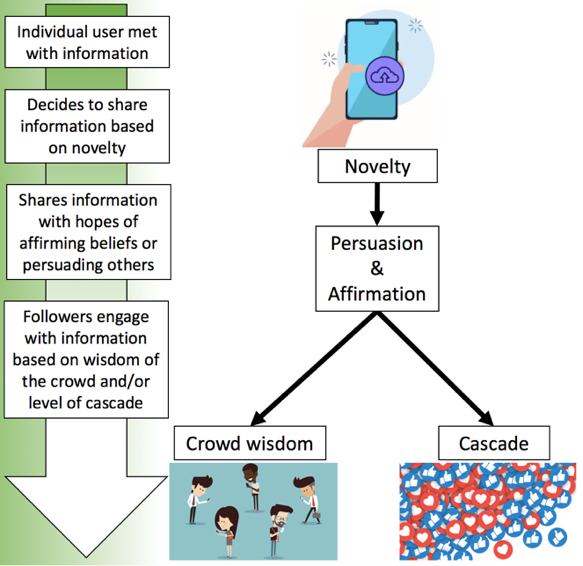 Individual user met
with information
Decides to share
information based
on novelty
Shares information
with hopes of
affirming beliefs or
persuading others
Followers engage
with information
based on wisdom of
the crowd and/or
level of cascade
Novelty
Persuasion
&
Affirmation
Crowd wisdom
Cascade